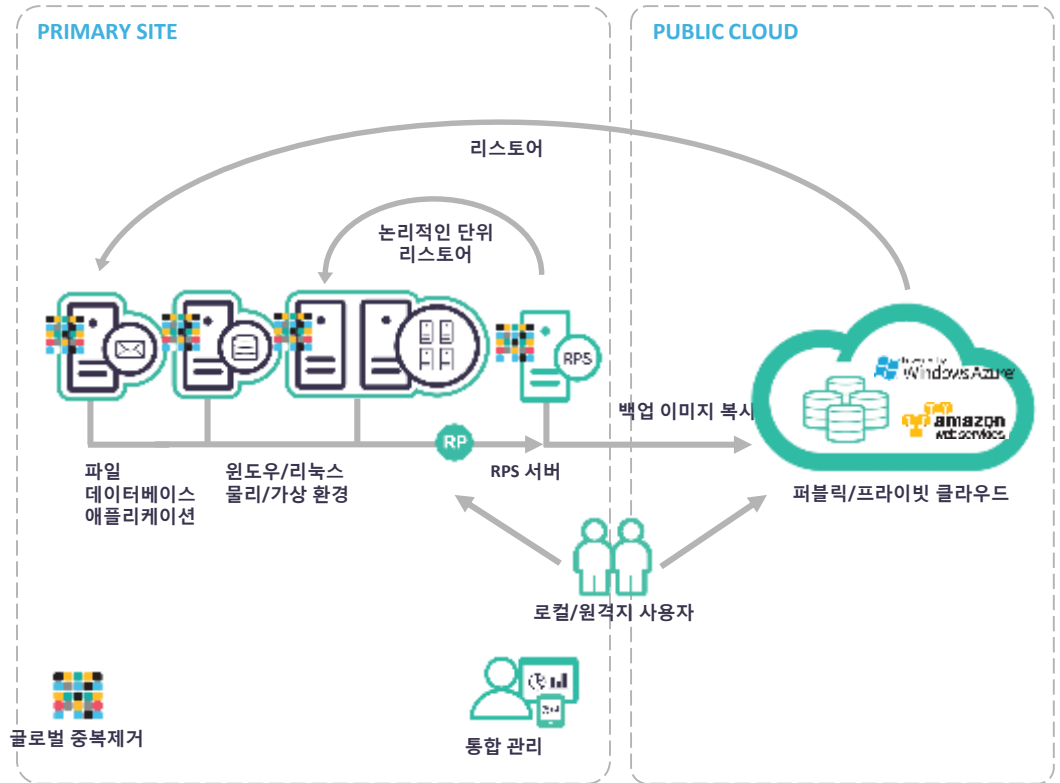 PRIMARY SITE
PUBLIC CLOUD
리스토어
논리적인 단위
리스토어
RPS
Windows Azure
amazon
webservices
백업 이미지 복사
RP
파일
데이터베이스
애플리케이션
윈도우/리눅스
물리/가상 환경
RPS 서버
퍼블릭/프라이빗 클라우드
로컬/원격지 사용자
글로벌 중복제거
통합 관리